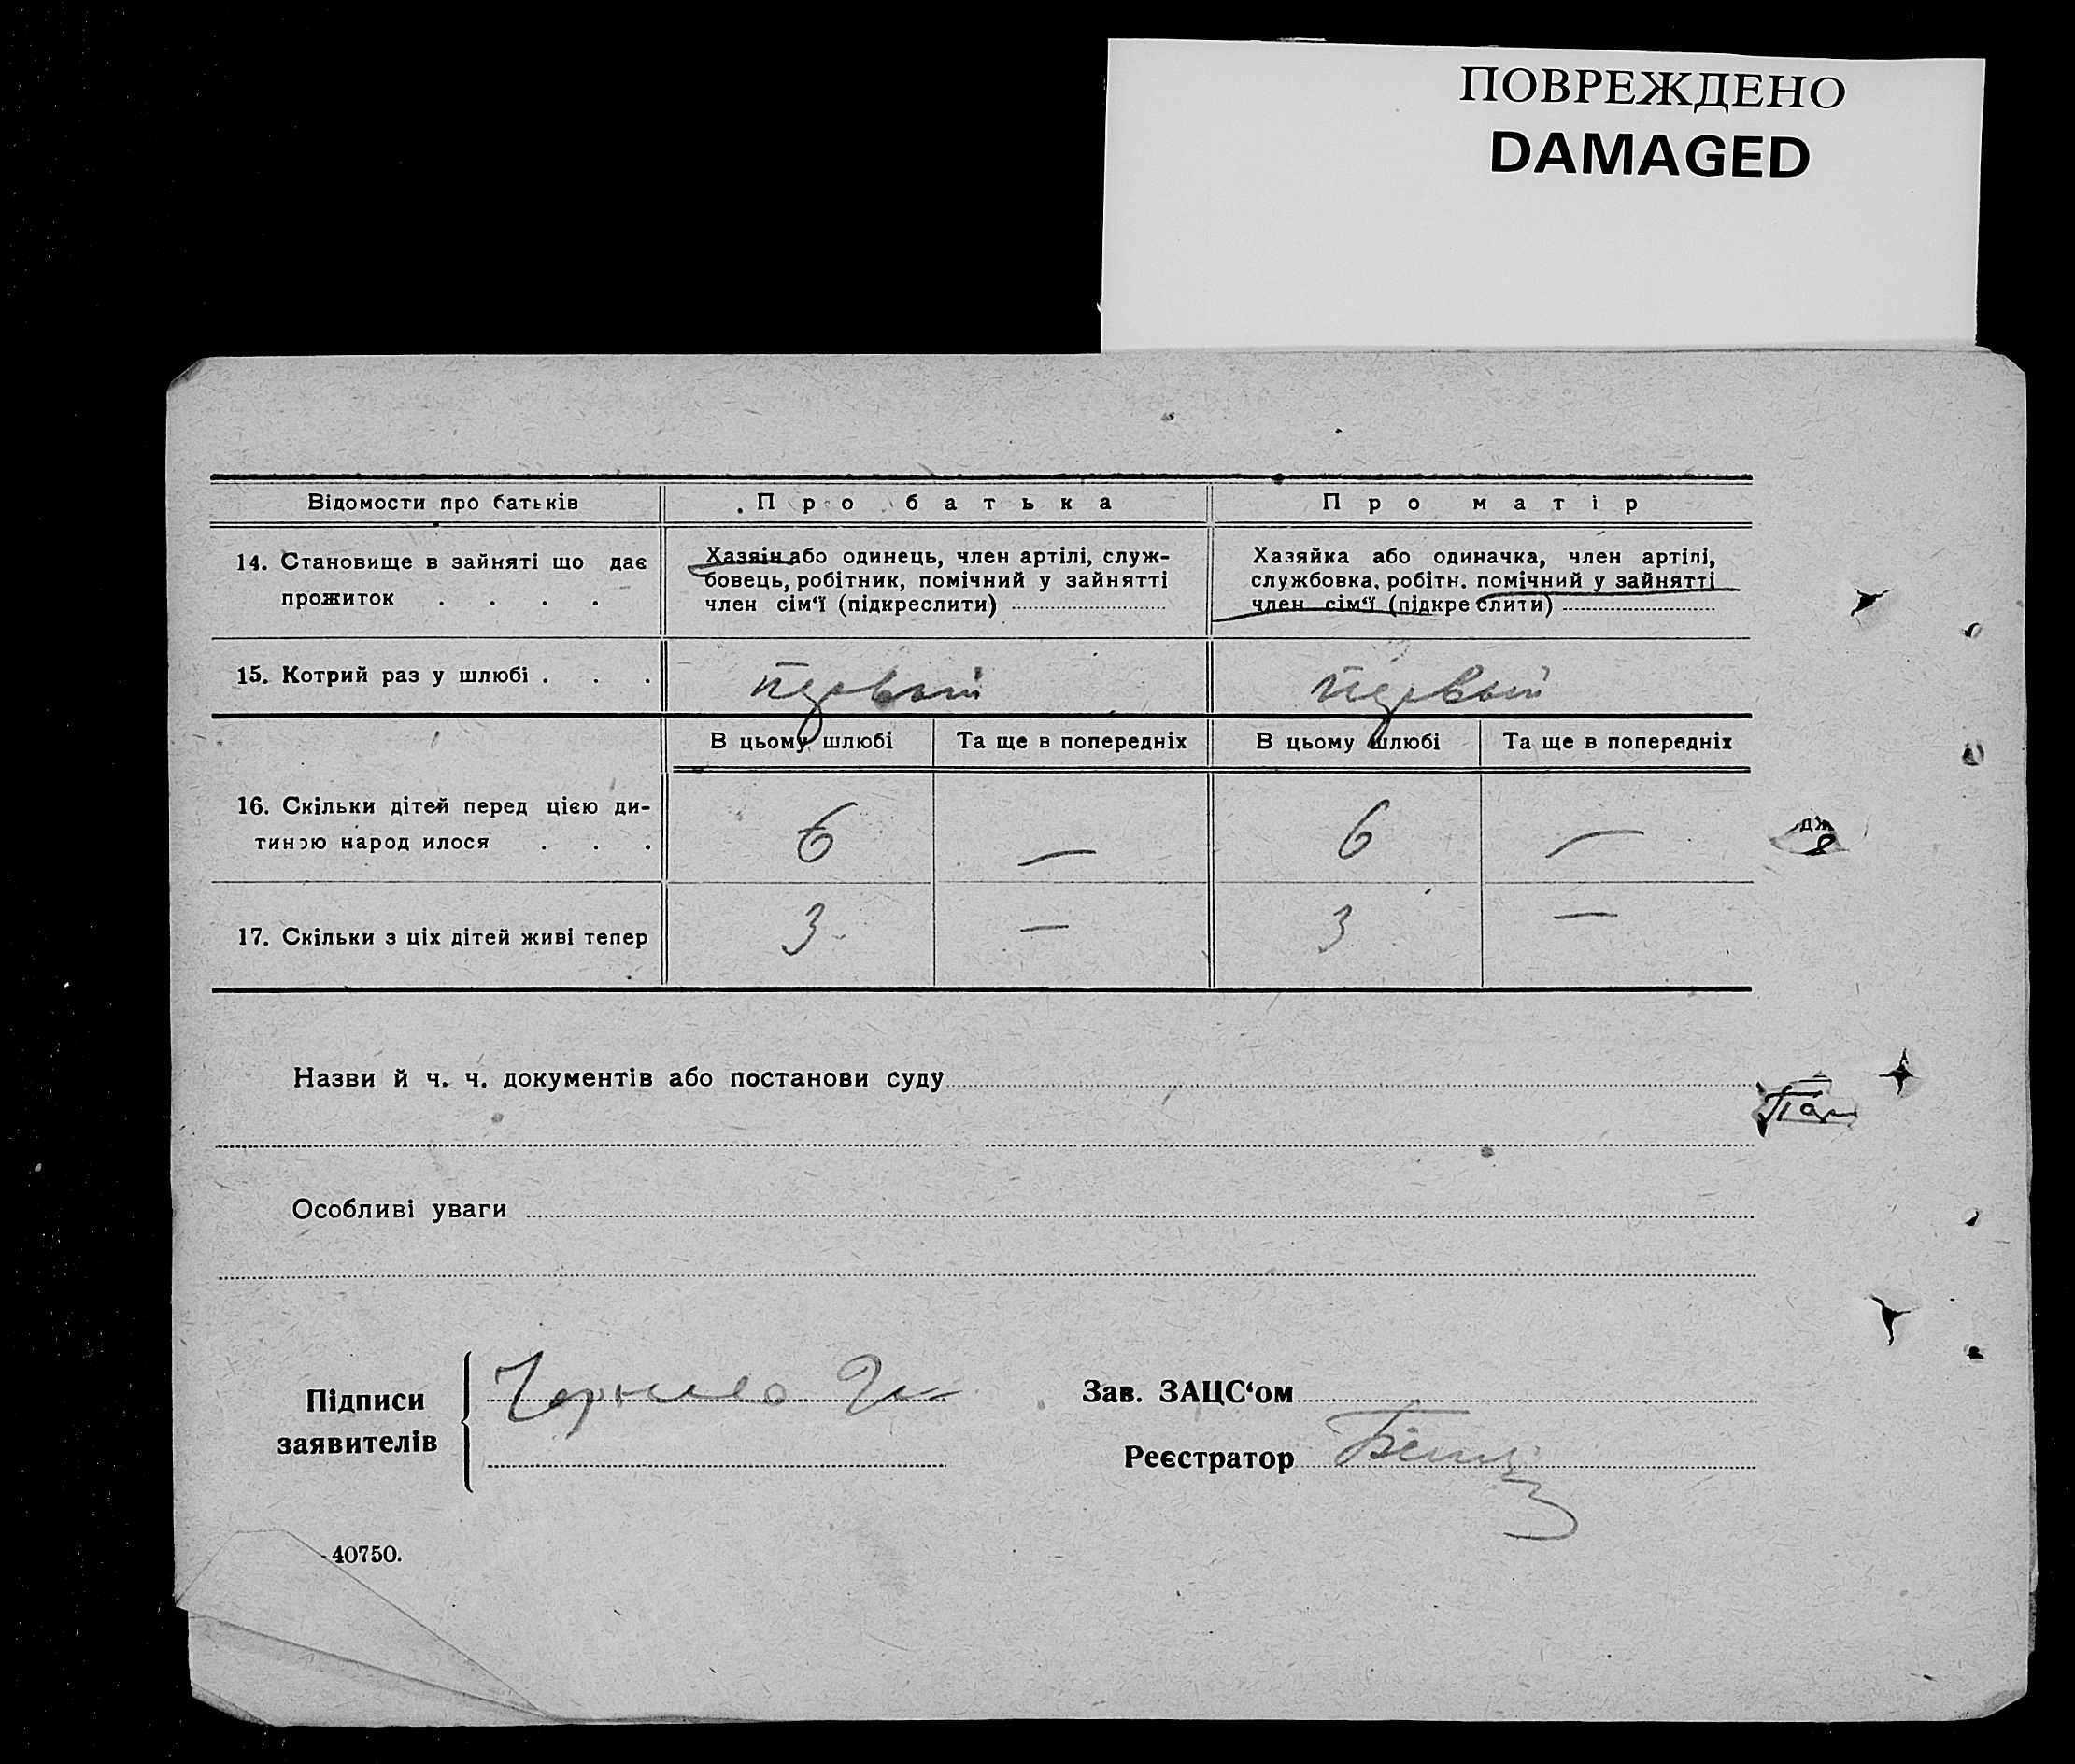 ПОВРЕЖДЕНО
DAMAGED
Відомости про батьків
Про батька
Про матір
14. Становище в зайняті що дає
прожиток . . . .
Хазяїн або одинець, член артілі, служ-
бовець, робітник, помічний у зайнятті
член сім‘ї (підкреслити)
Хазяйка або одиначка, член артілі,
службовка, робітн. помічний у зайнятті
член сім‘ї (підкреслити)
15. Котрий раз у шлюбі . . .
первый
первый
В цьому шлюбі
Та ще в попередніх
В цьому шлюбі
Та ще в попередніх
16. Скільки дітей перед цією ди-
тиною народилося . . .
6
—
6
—
17. Скільки з ціх дітей живі тепер
3
—
3
—
Назви й ч. ч. документів або постанови суду
Особливі уваги
Підписи
заявителів
Зав. ЗАЦС‘ом
Реєстратор
40750.